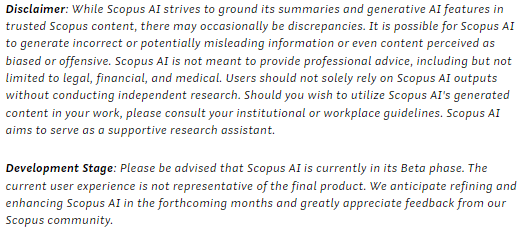 Disclaimer: While Scopus AI strives to ground its summaries and generative AI features in
trusted Scopus content, there may occasionally be discrepancies. It is possible for Scopus AI
to generate incorrect or potentially misleading information or even content perceived as
biased or offensive. Scopus AI is not meant to provide professional advice, including but not
limited to legal, financial, and medical. Users should not solely rely on Scopus AI outputs
without conducting independent research. Should you wish to utilize Scopus AI's generated
content in your work, please consult your institutional or workplace guidelines. Scopus AI
aims to serve as a supportive research assistant.
Development Stage: Please be advised that Scopus AI is currently in its Beta phase. The
current user experience is not representative of the final product. We anticipate refining and
enhancing Scopus AI in the forthcoming months and greatly appreciate feedback from our
Scopus community.